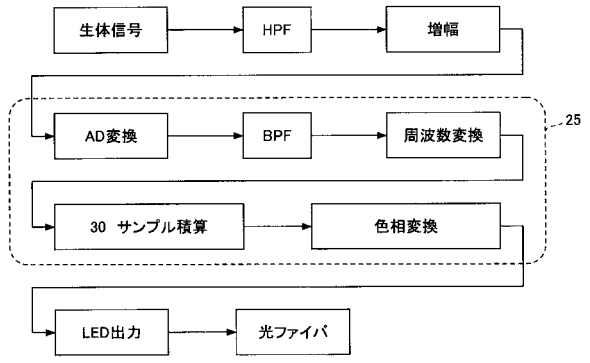 生体信号
HPF
増幅
AD変換
BPF
周波数変換
25
30 サンプル積算
色相変換
LED出力
光ファイバ